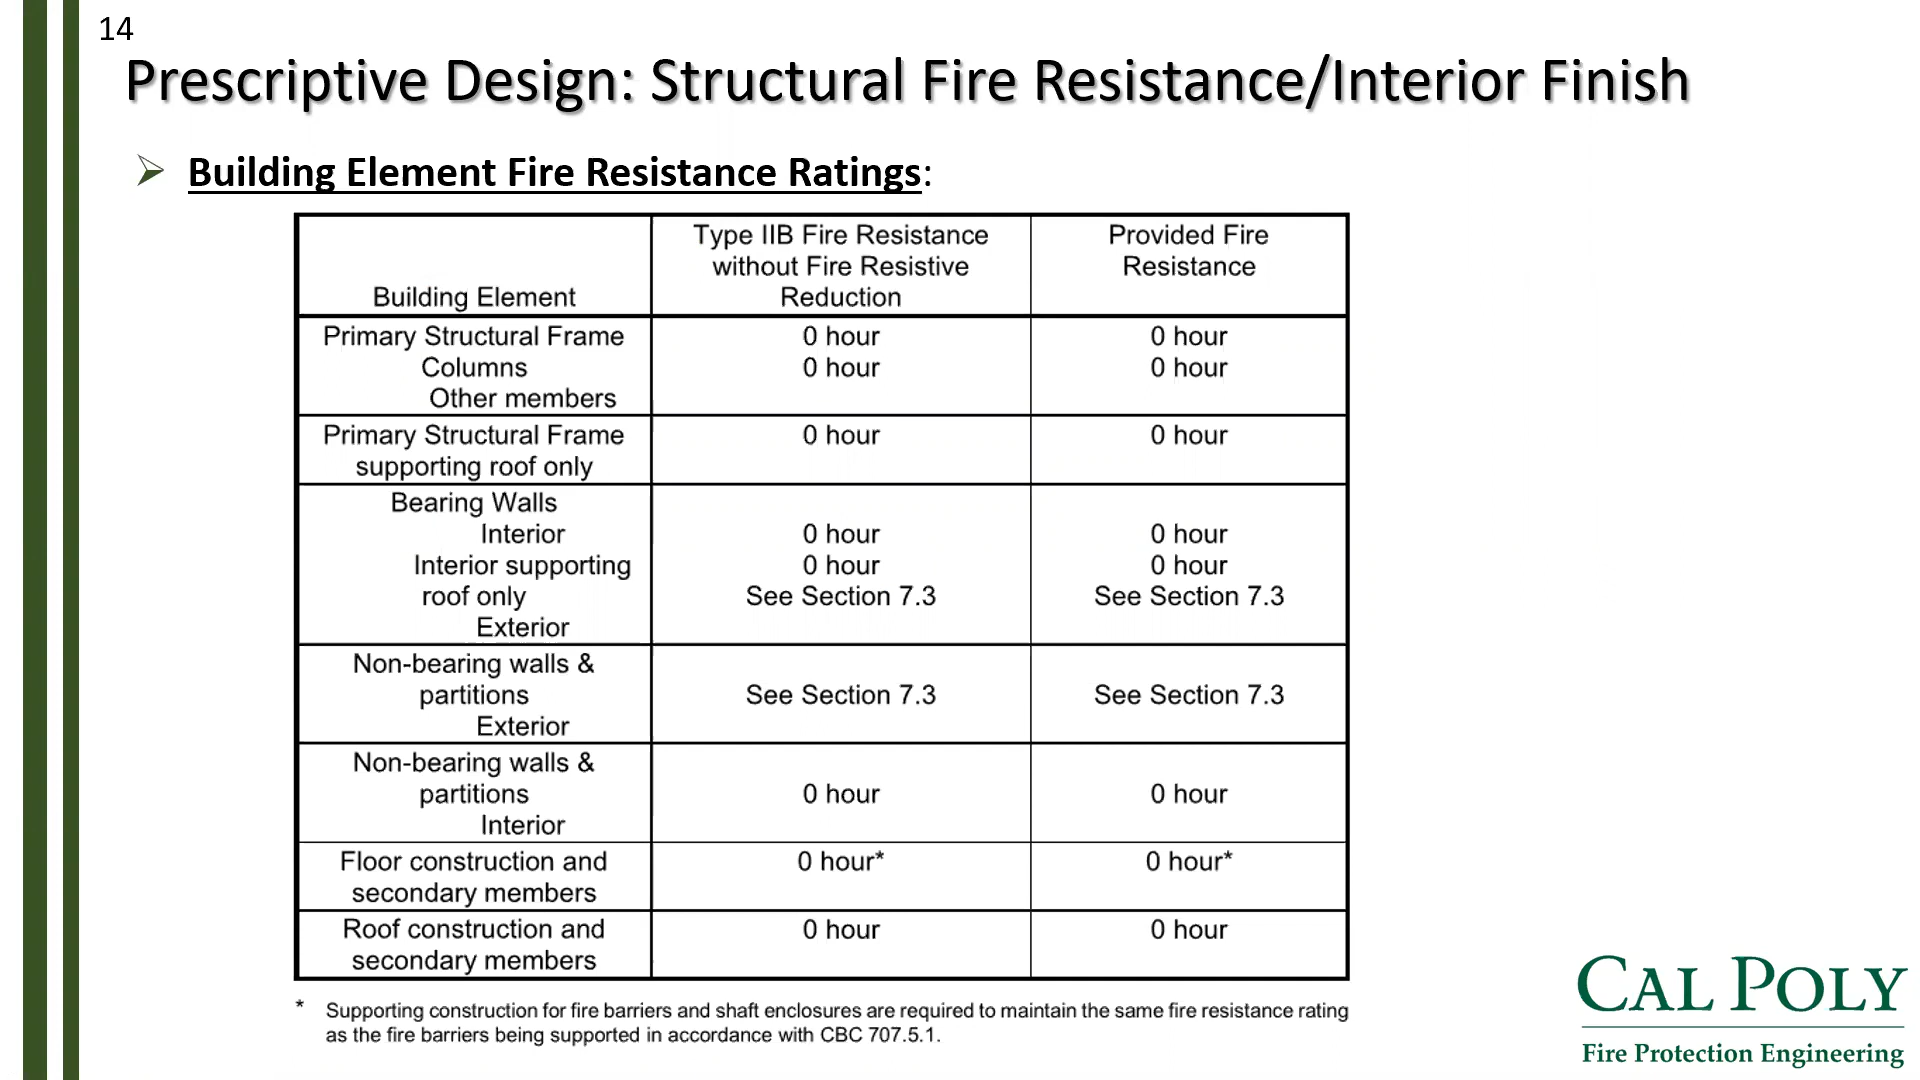 14
Prescriptive Design: Structural Fire Resistance/Interior Finish
Building Element Fire Resistance Ratings:
Building Element
Type IIB Fire Resistance
without Fire Resistive
Reduction
Provided Fire
Resistance
Primary Structural Frame
Columns
Other members
0 hour
0 hour
0 hour
0 hour
Primary Structural Frame
supporting roof only
0 hour
0 hour
Bearing Walls
Interior
Interior supporting
roof only
Exterior
0 hour
0 hour
See Section 7.3
0 hour
0 hour
See Section 7.3
Non-bearing walls &
partitions
Exterior
See Section 7.3
See Section 7.3
Non-bearing walls &
partitions
Interior
0 hour
0 hour
Floor construction and
secondary members
0 hour*
0 hour*
Roof construction and
secondary members
0 hour
0 hour
* Supporting construction for fire barriers and shaft enclosures are required to maintain the same fire resistance rating
as the fire barriers being supported in accordance with CBC 707.5.1.
CAL POLY
Fire Protection Engineering